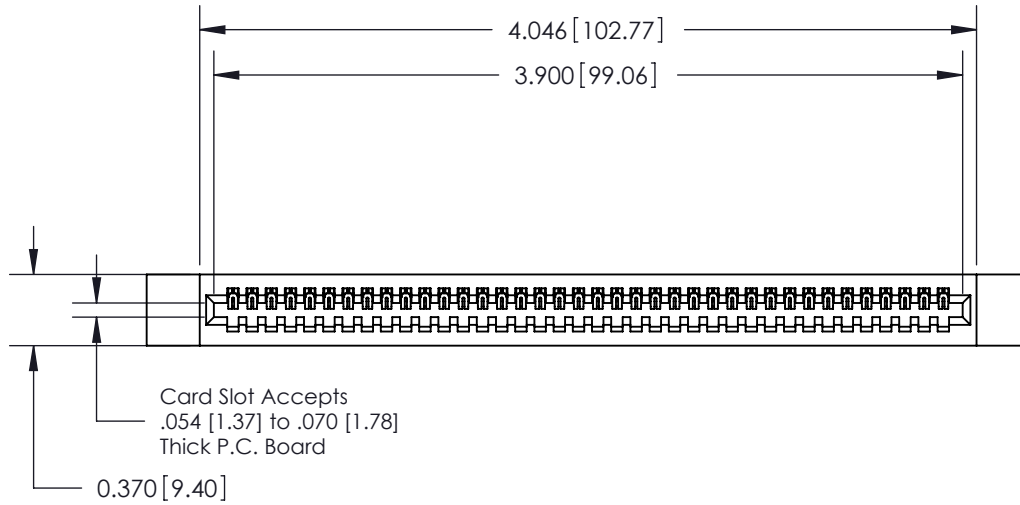 4.046[102.77]
3.900[99.06]
Card Slot Accepts
.054 [1.37] to .070 [1.78]
Thick P.C. Board
0.370[9.40]